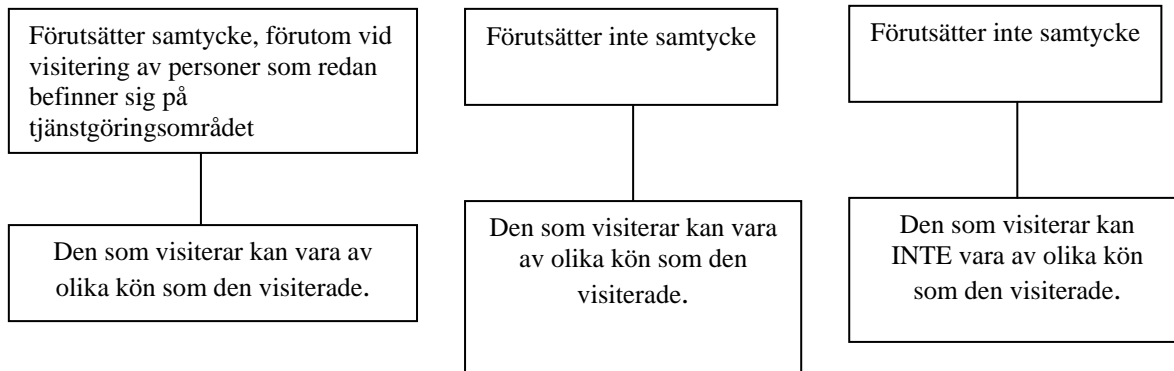 Förutsätter samtycke, förutom vid
visitering av personer som redan
befinner sig på
tjänstgöringsområdet
Förutsätter inte samtycke
Förutsätter inte samtycke
Den som visiterar kan vara av
olika kön som den visiterade.
Den som visiterar kan vara
av olika kön som den
visiterade.
Den som visiterar kan
INTE vara av olika kön
som den visiterade.